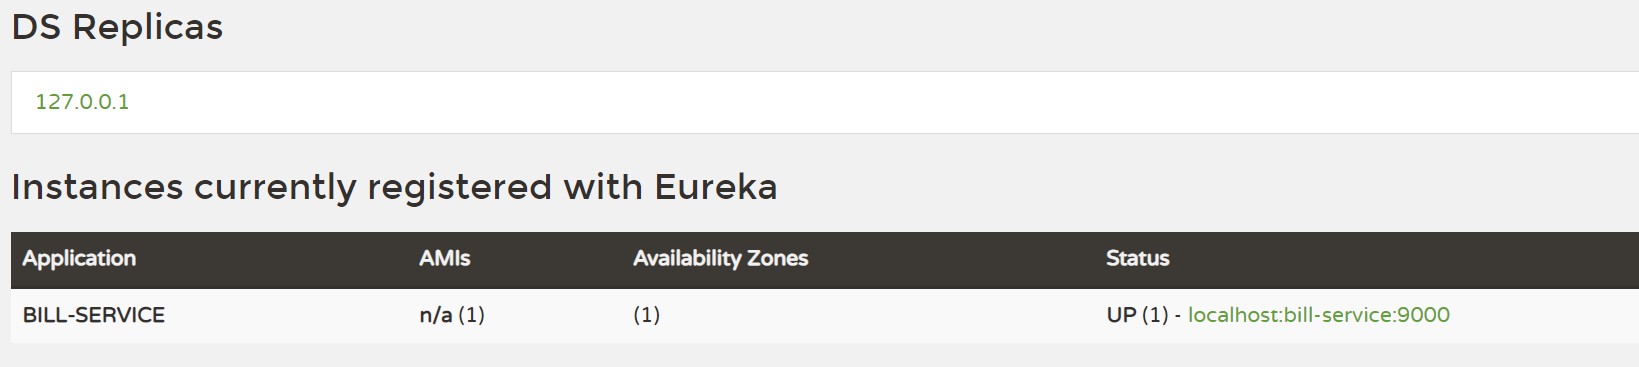 DS Replicas
127.0.0.1
Instances currently registered with Eureka
Application AMIs Availability Zones Status
BILL-SERVICE n/a (1) (1) UP (1) - localhost:bill-service:9000